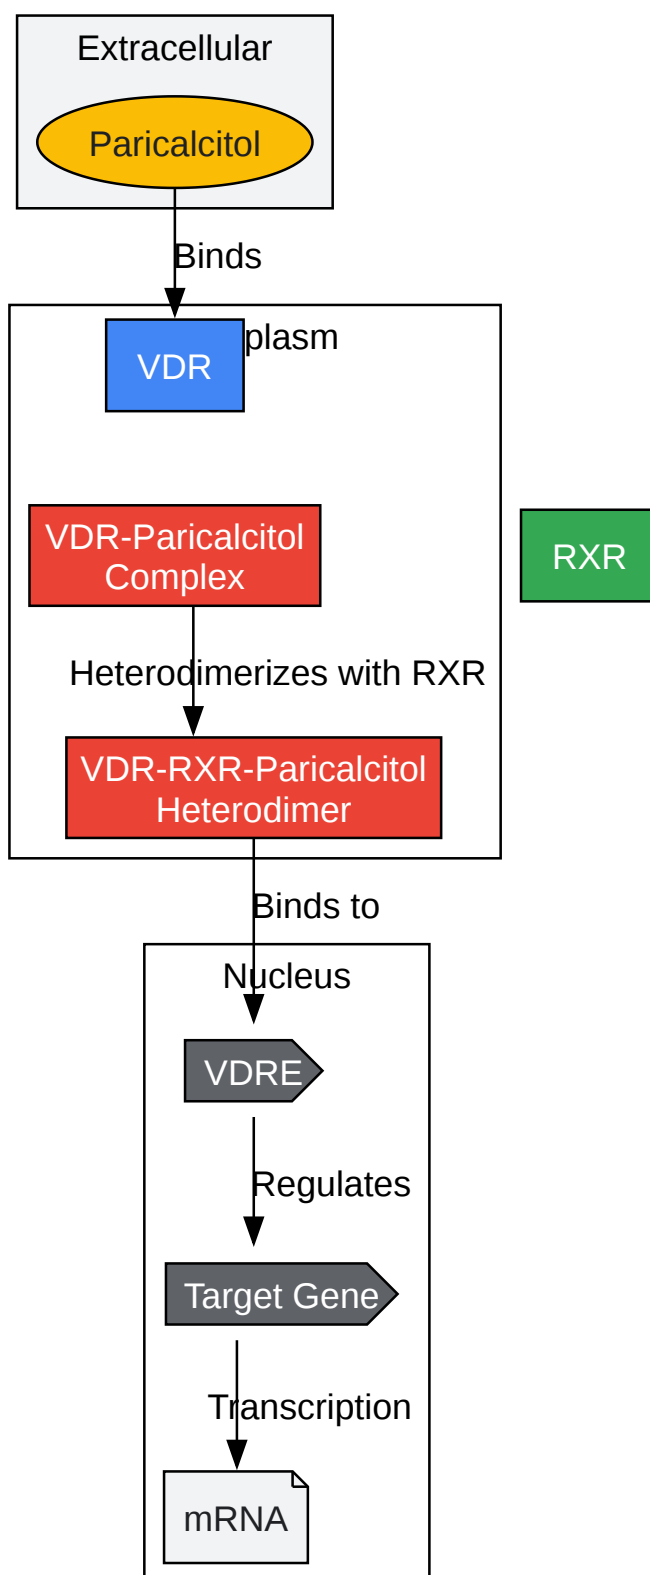 Extracellular
Paricalcitol
Binds
plasm
VDR
VDR-Paricalcitol
Complex
RXR
Heterodimerizes with RXR
VDR-RXR-Paricalcitol
Heterodimer
Binds to
Nucleus
VDRE
Regulates
Target Gene
Transcription
mRNA